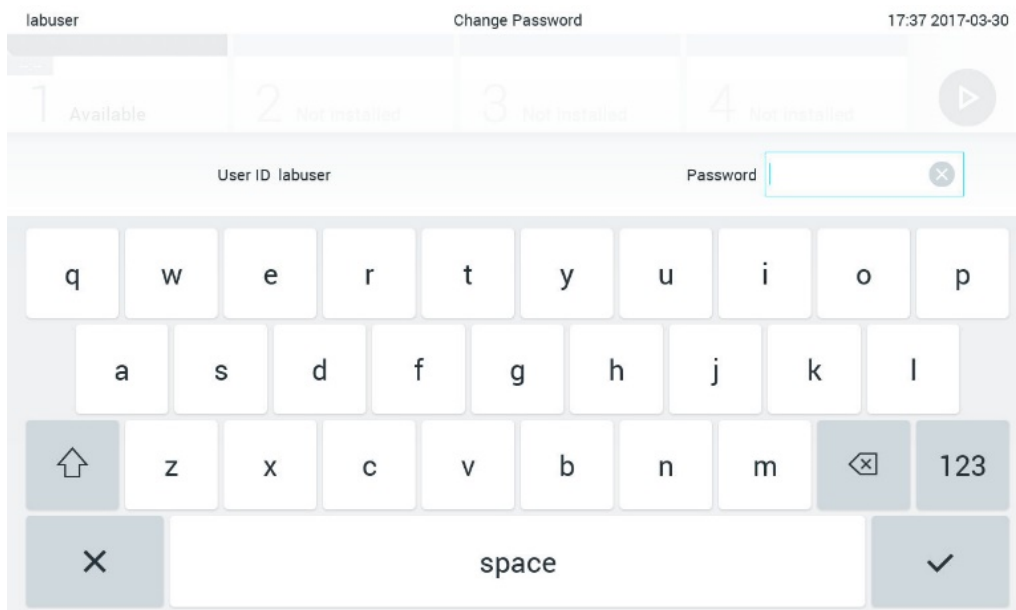 labuser Change Password 17:37 2017-03-30
1 Available 2 Not installed 3 Not installed 4 Not installed
User ID labuser Password
q w e r t y u i o p
a s d f g h j k l
z x c v b n m 123
space